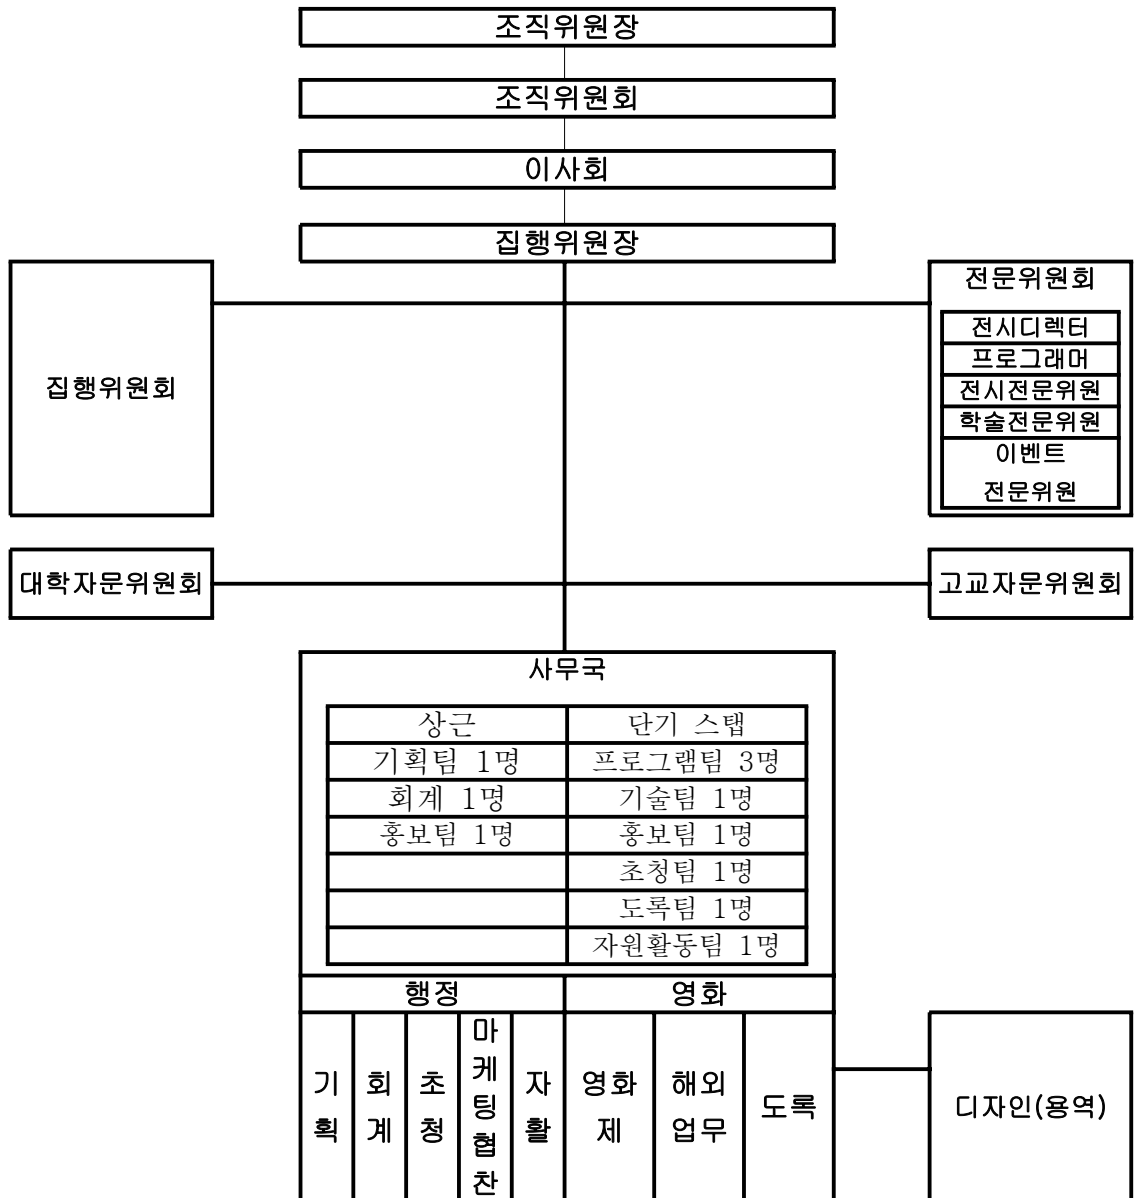 조직위원장
조직위원회
이사회
집행위원장
집행위원회
전문위원회
전시디렉터
프로그래머
전시전문위원
학술전문위원
이벤트
전문위원
대학자문위원회
고교자문위원회
사무국
상근 단기 스탭
기획팀 1명 프로그램팀 3명
회계 1명 기술팀 1명
홍보팀 1명 홍보팀 1명
초청팀 1명
도록팀 1명
자원활동팀 1명
행정 영화
기획
회계
초청
마케팅협찬
자활
영화
제
해외
업무
도록
디자인(용역)